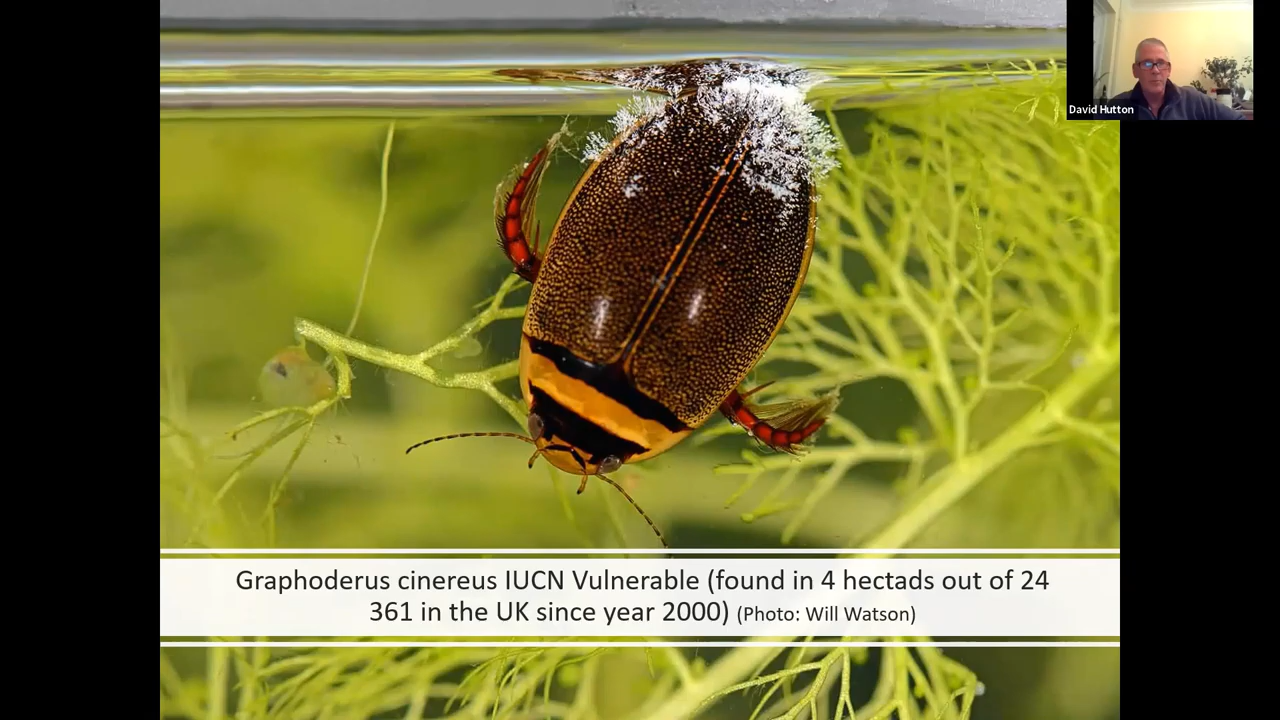 David Hutton
Graphoderus cinereus IUCN Vulnerable (found in 4 hectads out of 24
361 in the UK since year 2000) (Photo: Will Watson)